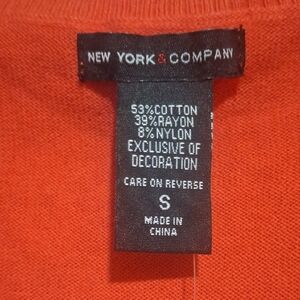 NEW YORK & COMPANY
53%COTTON
39%RAYON
8%NYLON
EXCLUSIVE OF
DECORATION
CARE ON REVERSE
S
MADE IN
CHINA